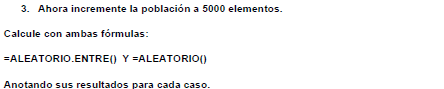 3. Ahora incremente la población a 5000 elementos.
Calcule con ambas fórmulas:
=ALEATORIO.ENTRE() Y =ALEATORIO()
Anotando sus resultados para cada caso.